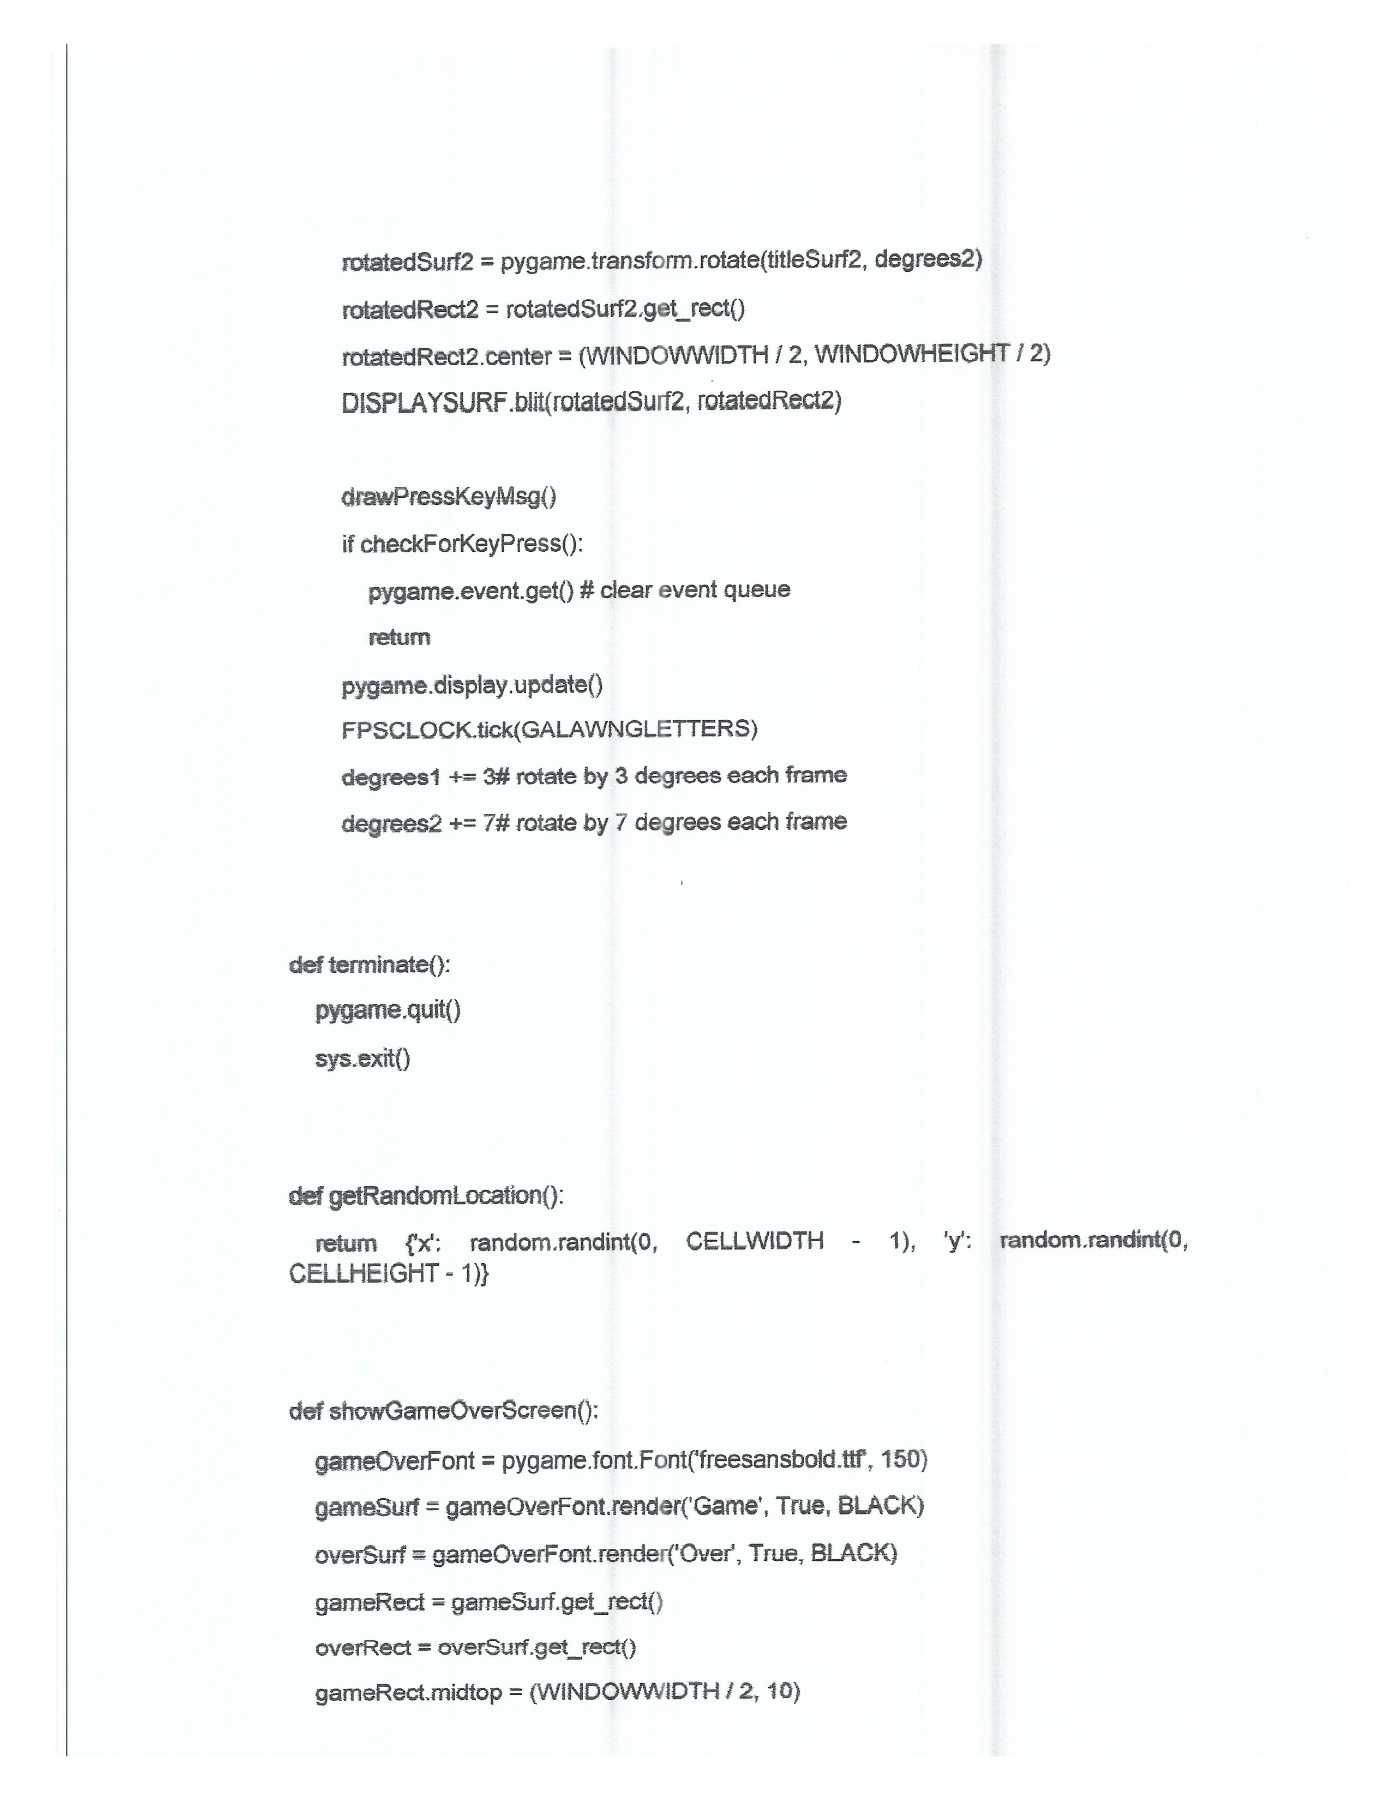 rotatedSurf2 = pygame.transform.rotate(titleSurf2, degrees2)
rotatedRect2 = rotatedSurf2.get_rect()
rotatedRect2.center = (WINDOWWIDTH / 2, WINDOWHEIGHT / 2)
DISPLAYSURF.blit(rotatedSurf2, rotatedRect2)
drawPressKeyMsg()
if checkForKeyPress():
pygame.event.get() # clear event queue
return
pygame.display.update()
FPSCLOCK.tick(GALAWNGLETTERS)
degrees1 += 3# rotate by 3 degrees each frame
degrees2 += 7# rotate by 7 degrees each frame
def terminate():
pygame.quit()
sys.exit()
def getRandomLocation():
return {'x': random.randint(0, CELLWIDTH - 1), 'y': random.randint(0,
CELLHEIGHT - 1)}
def showGameOverScreen():
gameOverFont = pygame.font.Font('freesansbold.ttf', 150)
gameSurf = gameOverFont.render('Game', True, BLACK)
overSurf = gameOverFont.render('Over', True, BLACK)
gameRect = gameSurf.get_rect()
overRect = overSurf.get_rect()
gameRect.midtop = (WINDOWWIDTH / 2, 10)